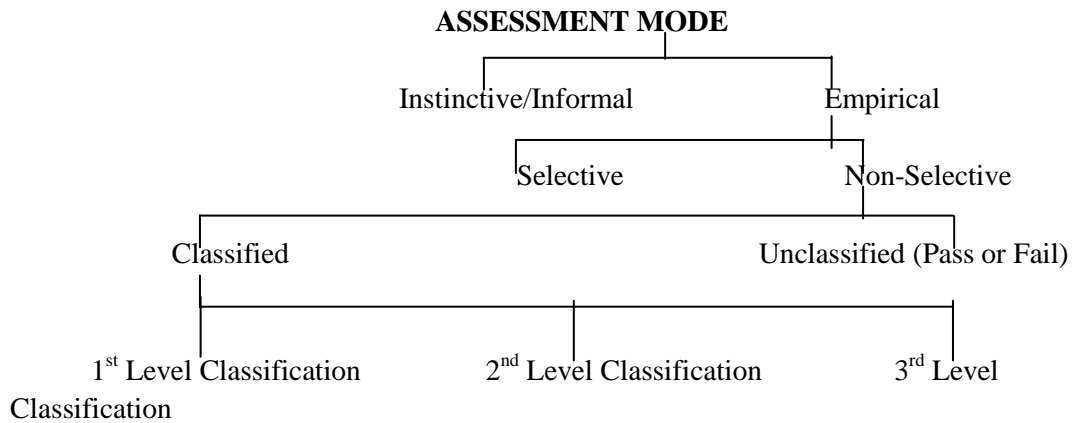 ASSESSMENT MODE
Instinctive/Informal Empirical
Selective Non-Selective
Classified Unclassified (Pass or Fail)
1st Level Classification 2nd Level Classification 3rd Level
Classification